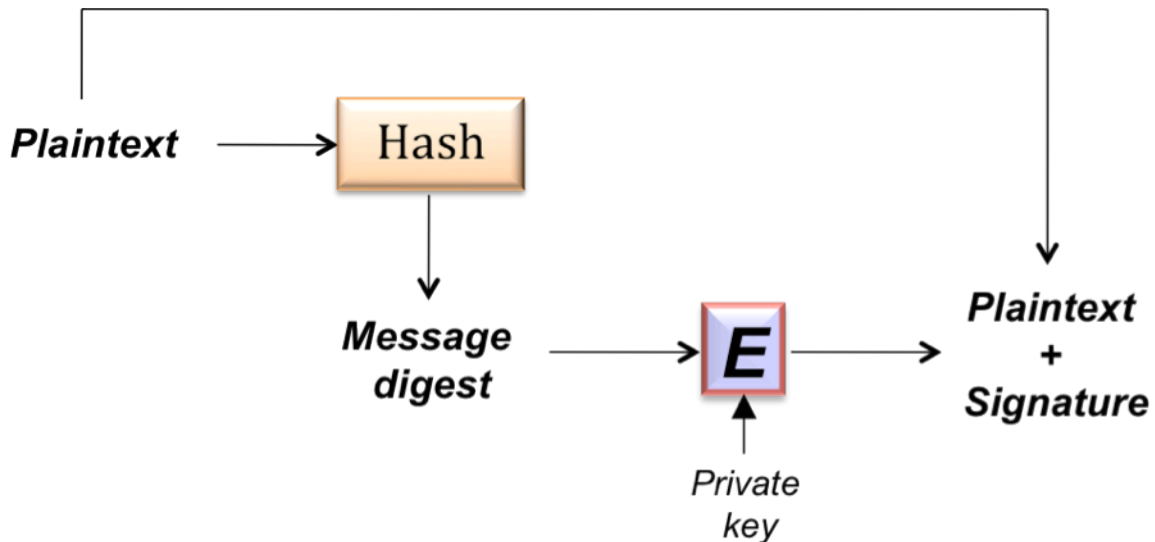 Plaintext
Hash
Message
digest
E
Private
key
Plaintext
+
Signature